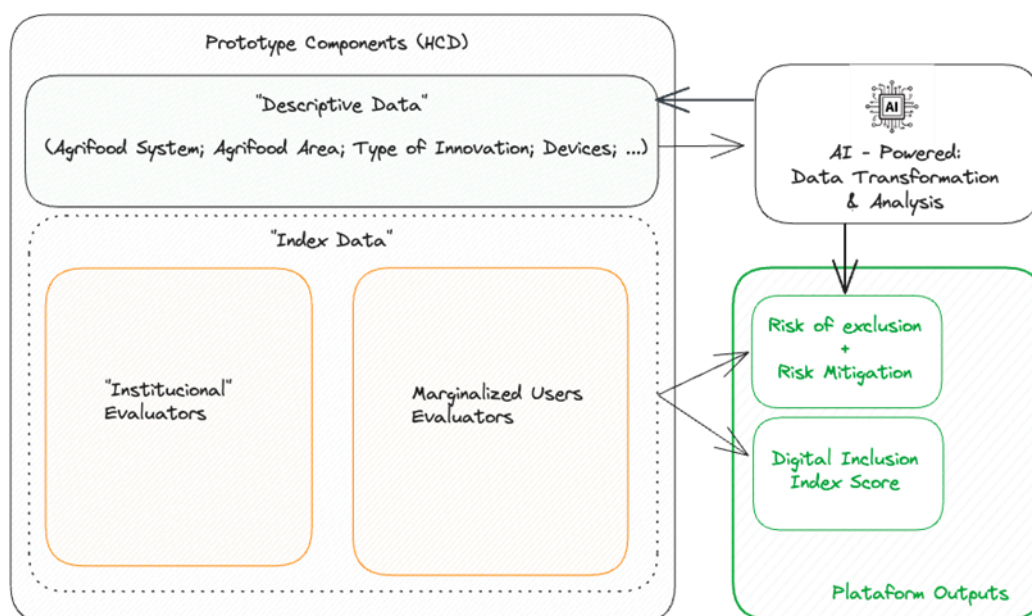 Prototype Components (HCD)
"Descriptive Data"
(Agrifood System; Agrifood Area; Type of Innovation; Devices; ...)
AI
AI - Powered:
Data Transformation
& Analysis
"Index Data"
"Institucional"
Evaluators
Marginalized Users
Evaluators
Risk of exclusion
+
Risk Mitigation
Digital Inclusion
Index Score
Plataform Outputs